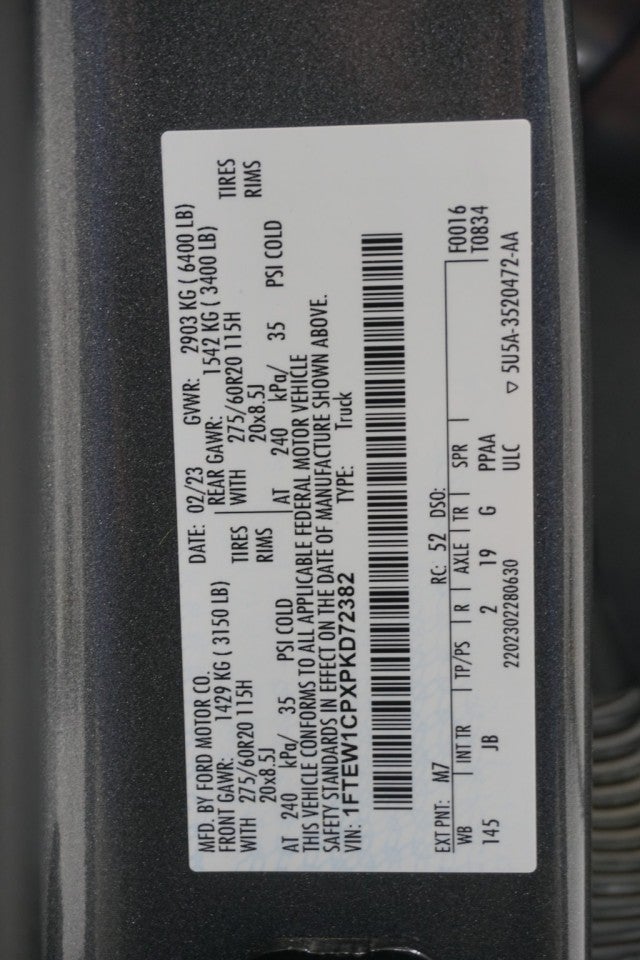 MFD. BY FORD MOTOR CO. DATE: 02/23 GVWR: 2903 KG ( 6400 LB)
FRONT GAWR: 1429 KG ( 3150 LB) REAR GAWR: 1542 KG ( 3400 LB)
WITH 275/60R20 115H TIRES WITH 275/60R20 115H TIRES
20x8.5J RIMS 20x8.5J RIMS
AT 240 kPa/ 35 PSI COLD AT 240 kPa/ 35 PSI COLD
THIS VEHICLE CONFORMS TO ALL APPLICABLE FEDERAL MOTOR VEHICLE
SAFETY STANDARDS IN EFFECT ON THE DATE OF MANUFACTURE SHOWN ABOVE.
VIN: 1FTEW1CPXPKD72382 TYPE: Truck
EXT PNT: M7 RC: 52 DSO: F0016
WB INT TR TP/PS R AXLE TR SPR T0834
145 JB 2 19 G PPAA
2202302280630 ULC ▽ 5U5A-3520472-AA